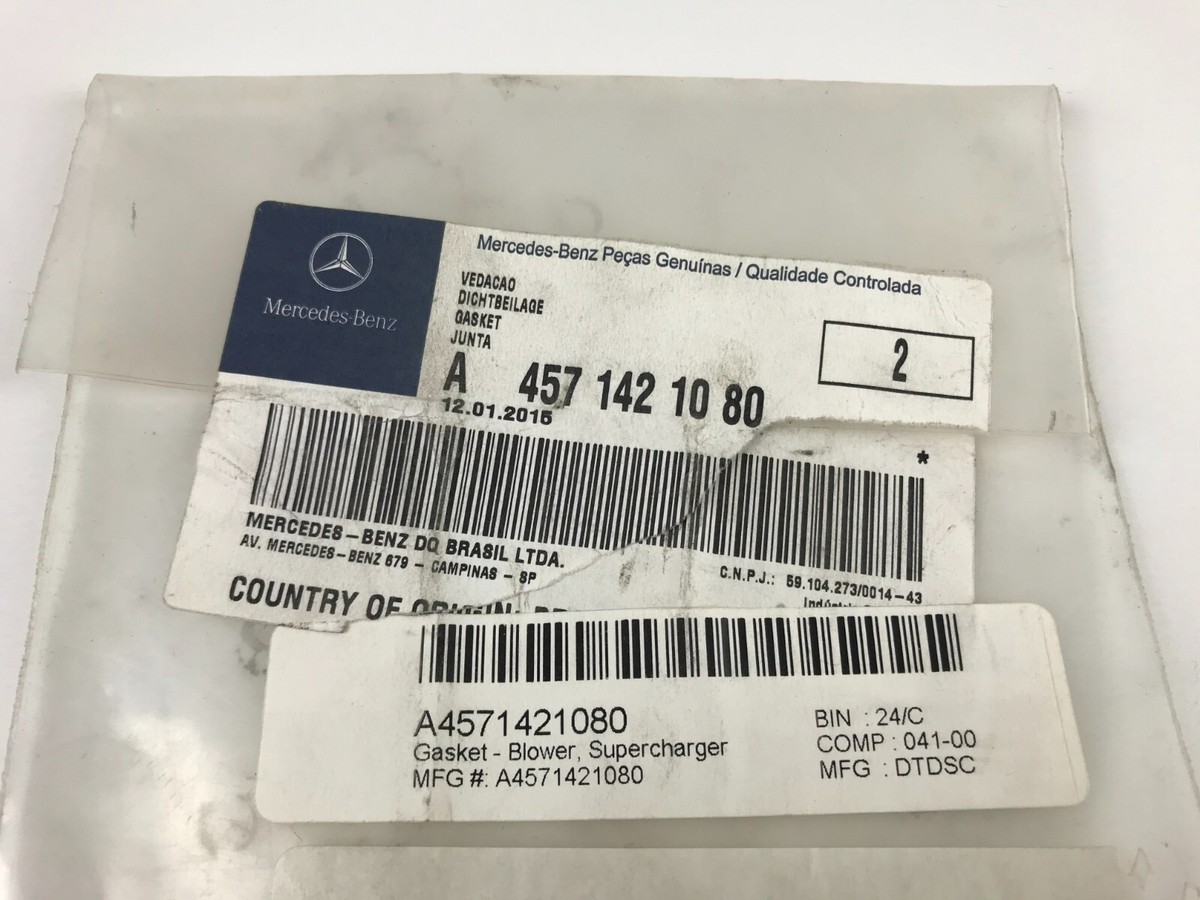 Mercedes-Benz
Mercedes-Benz Peças Genuínas / Qualidade Controlada
VEDACAO
DICHTBEILAGE
GASKET
JUNTA
2
A 457 142 10 80
12.01.2015
*
MERCEDES-BENZ DO BRASIL LTDA.
AV. MERCEDES-BENZ 679 - CAMPINAS - SP
C.N.P.J.: 59.104.273/0014-43
COUNTRY OF ORIGIN:
A4571421080
Gasket - Blower, Supercharger
MFG #: A4571421080
BIN : 24/C
COMP : 041-00
MFG : DTDSC